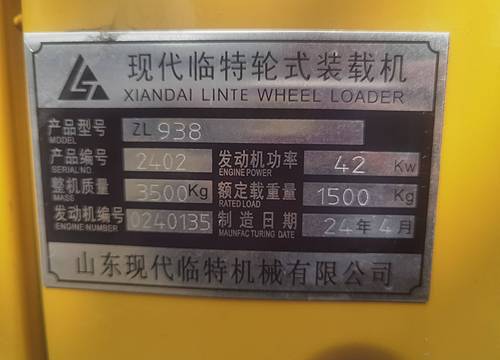 现代临特轮式装载机
XIANDAI LINTE WHEEL LOADER
产品型号 ZL 938
MODEL
产品编号 2402 发动机功率 42 Kw
SERIAL NO. ENGINE POWER
整机质量 3500 Kg 额定载重量 1500 Kg
MASS RATED LOAD
发动机编号 0240135 制造日期 24年4月
ENGINE NUMBER MAUNFACTURING DATE
山东现代临特机械有限公司